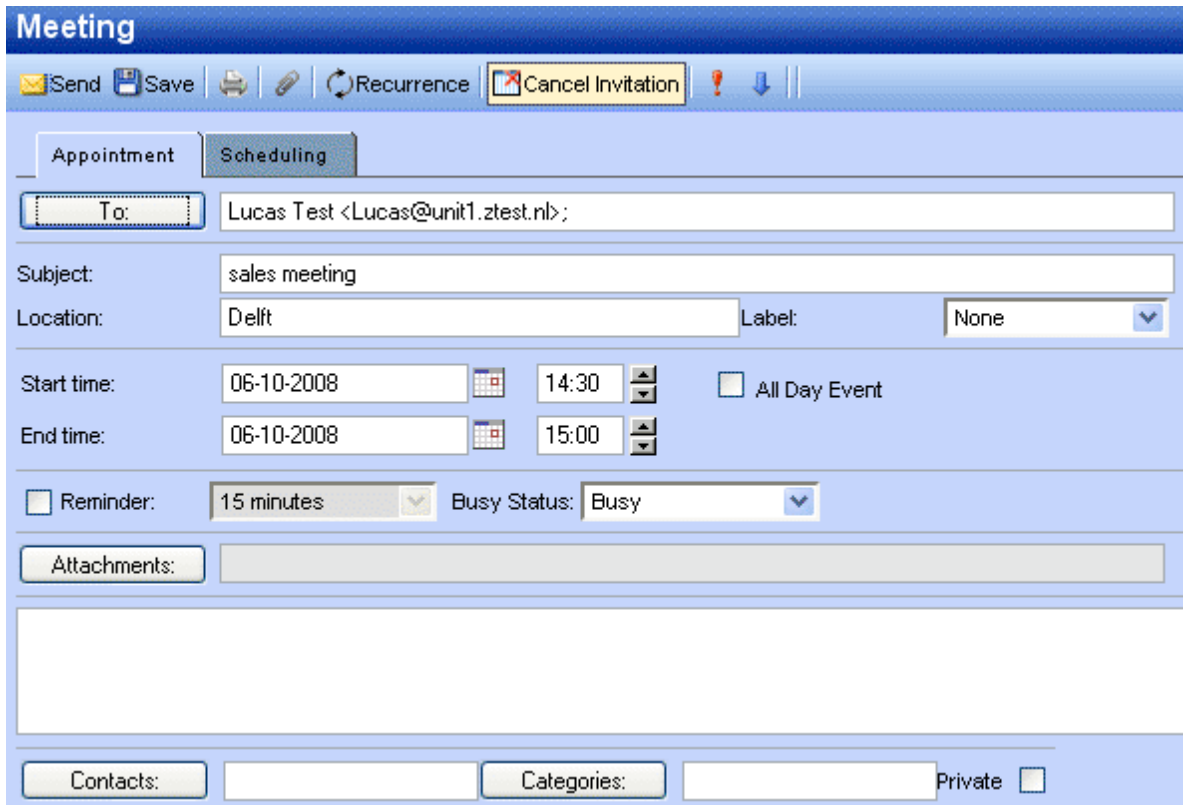 Meeting
Send Save Recurrence Cancel Invitation
Appointment Scheduling
To: Lucas Test <Lucas@unit1.ztest.nl>;
Subject: sales meeting
Location: Delft Label: None
Start time: 06-10-2008 14:30 All Day Event
End time: 06-10-2008 15:00
Reminder: 15 minutes Busy Status: Busy
Attachments:
Contacts: Categories: Private